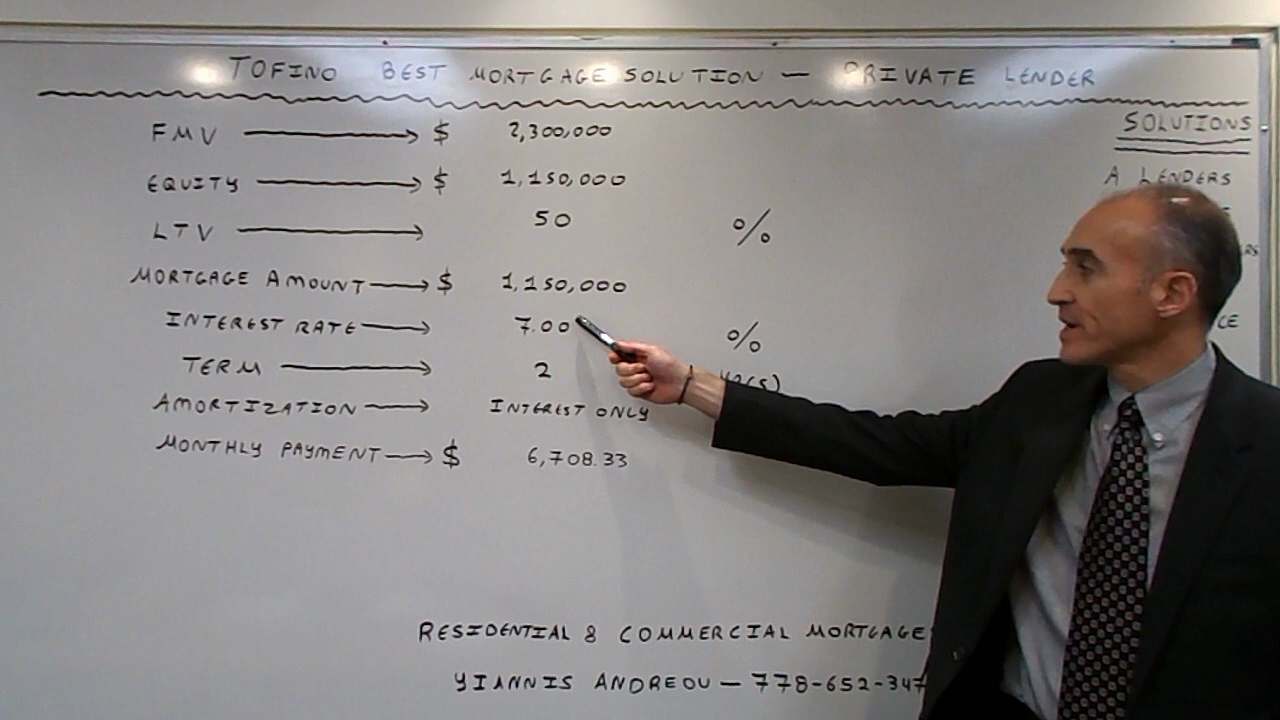 TOFINO BEST MORTGAGE SOLUTION — PRIVATE LENDER
FMV → $ 2,300,000
EQUITY → $ 1,150,000
LTV → 50 %
MORTGAGE AMOUNT → $ 1,150,000
INTEREST RATE → 7.00 %
TERM → 2
AMORTIZATION → INTEREST ONLY
MONTHLY PAYMENT → $ 6,708.33
SOLUTIONS
A LENDERS
RESIDENTIAL & COMMERCIAL MORTGAGE
YIANNIS ANDREOU — 778-652-347